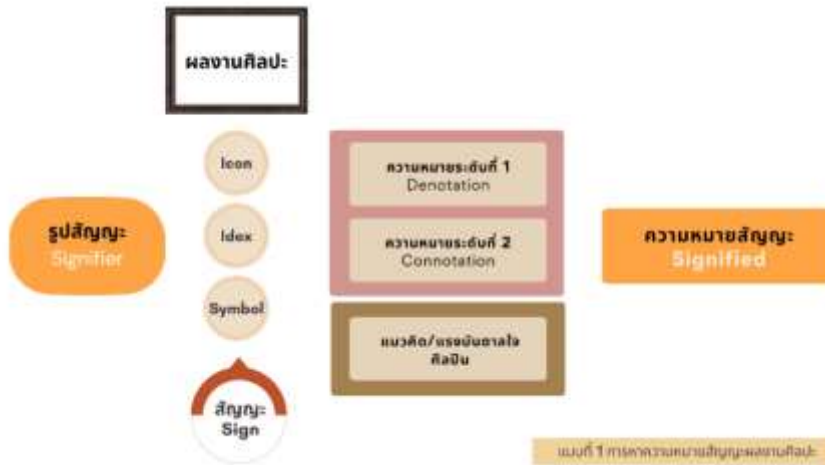 ผลงานศิลปะ
Icon
ความหมายระดับที่ 1
Denotation
รูปสัญญะ
Signifier
Idex
ความหมายระดับที่ 2
Connotation
ความหมายสัญญะ
Signified
Symbol
แนวคิด/แรงบันดาลใจ
ศิลปิน
สัญญะ
Sign
แบบที่ 1 การหาความหมายสัญญะผลงานศิลปะ